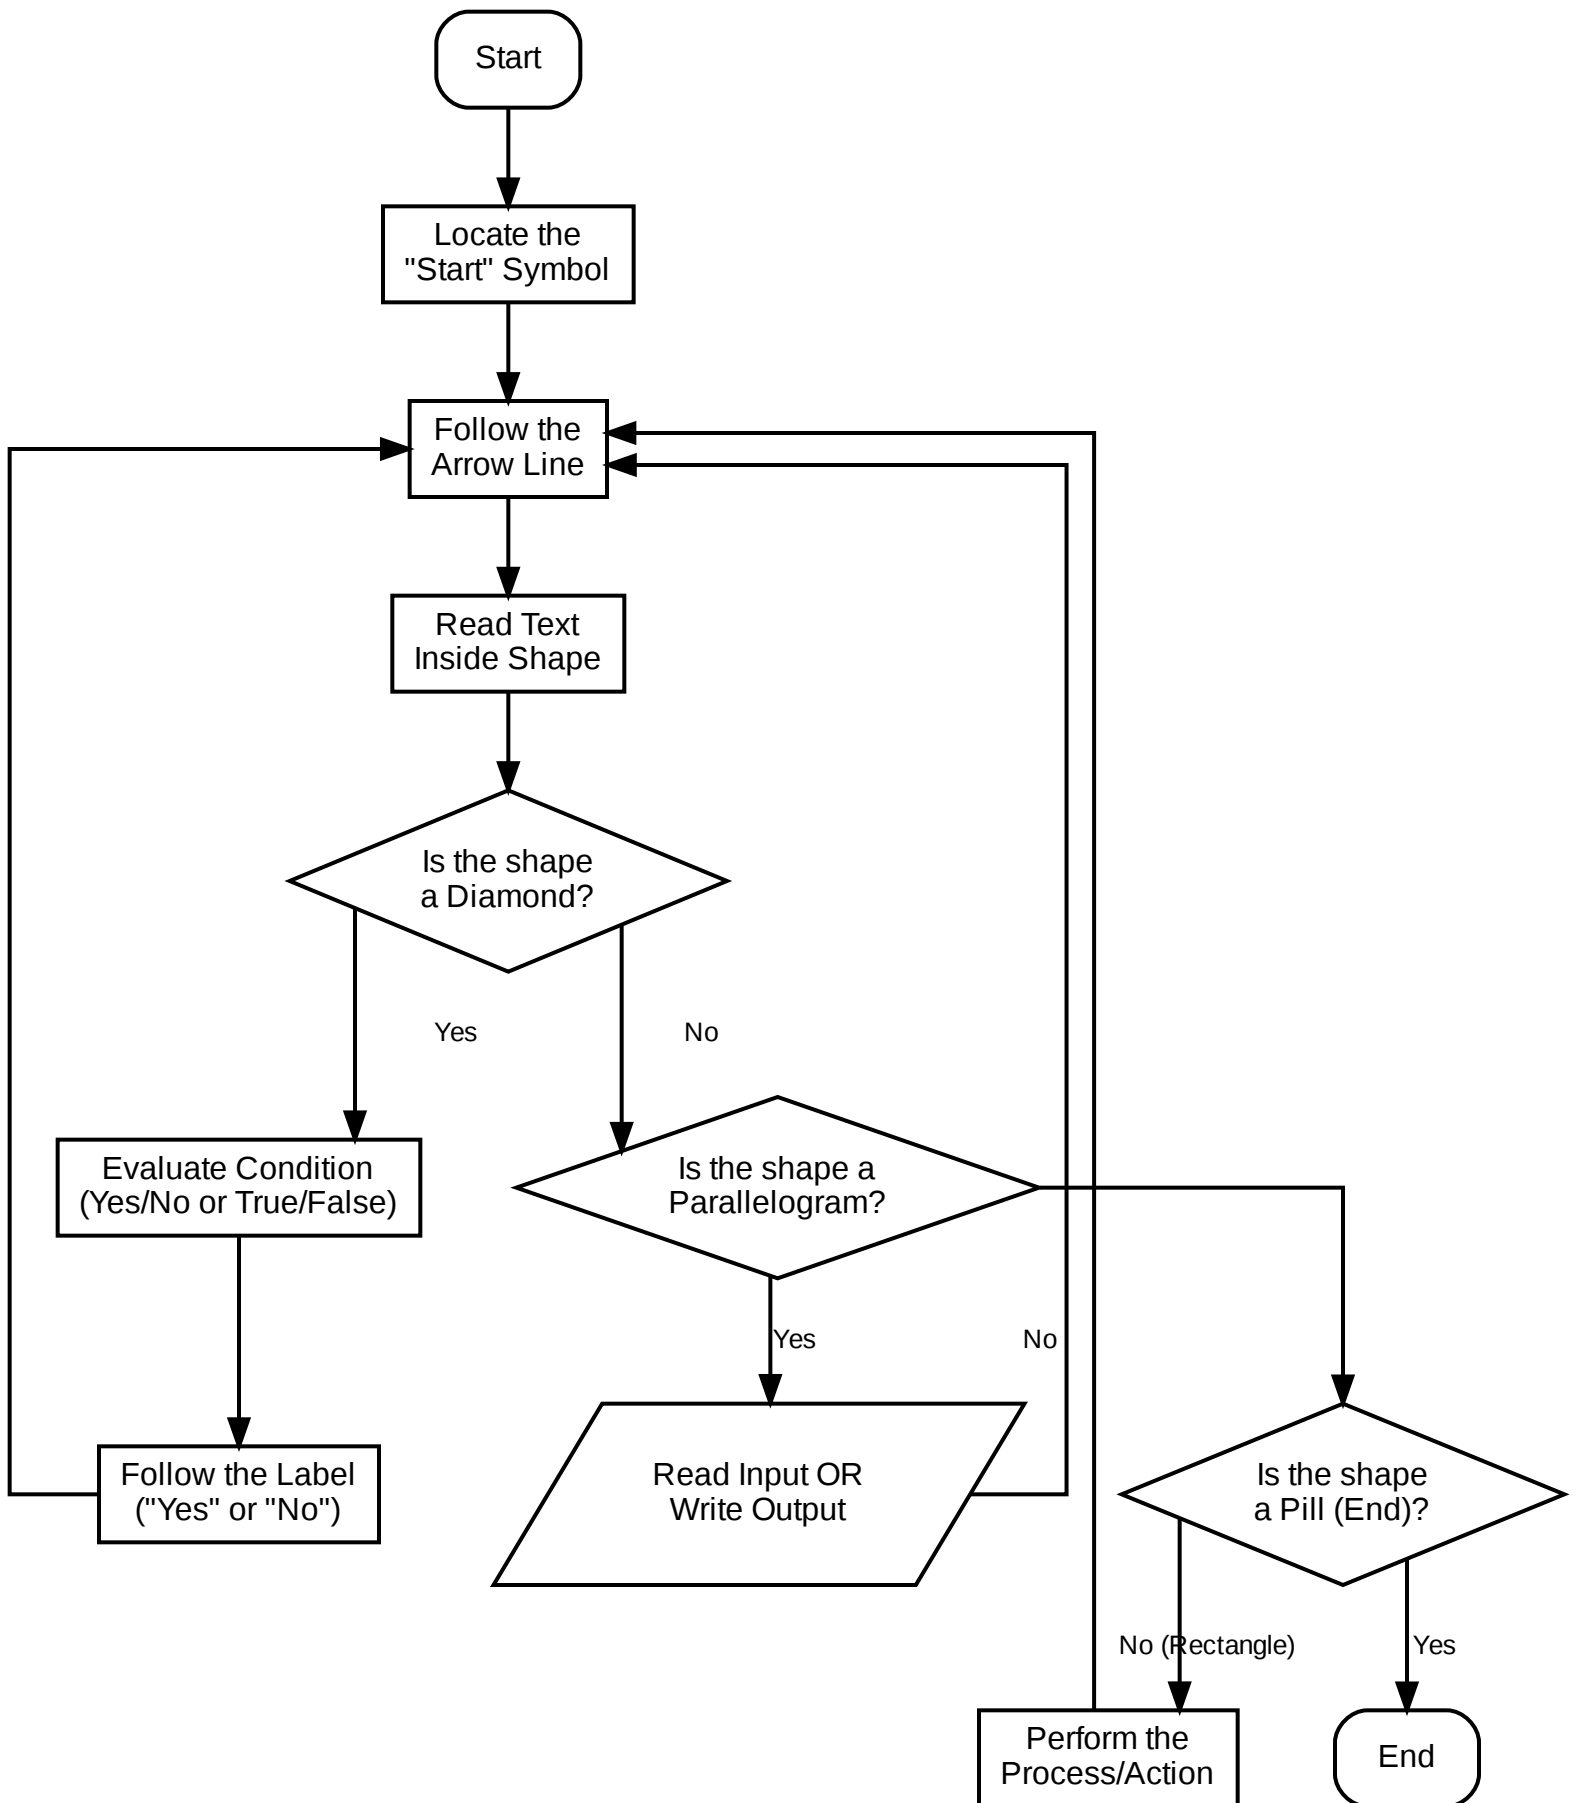 Start
Locate the
"Start" Symbol
Follow the
Arrow Line
Read Text
Inside Shape
Is the shape
a Diamond?
Yes
No
Evaluate Condition
(Yes/No or True/False)
Is the shape a
Parallelogram?
Yes
No
Follow the Label
("Yes" or "No")
Read Input OR
Write Output
Is the shape
a Pill (End)?
No (Rectangle)
Yes
Perform the
Process/Action
End